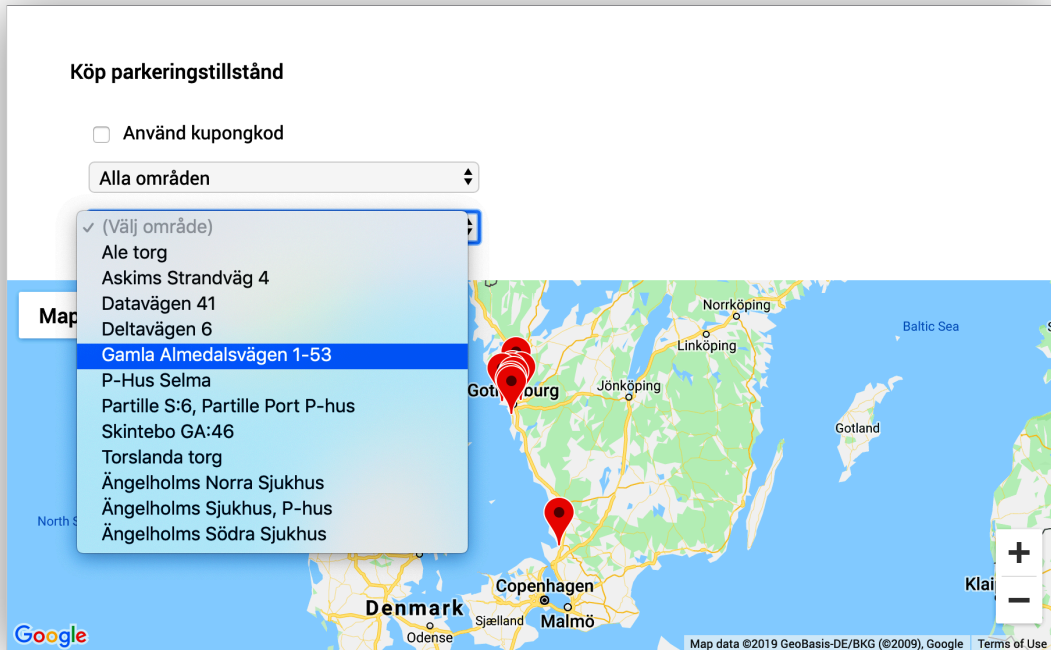 Köp parkeringstillstånd
Använd kupongkod
Alla områden
(Välj område)
Ale torg
Askims Strandväg 4
Datavägen 41
Deltavägen 6
Gamla Almedalsvägen 1-53
P-Hus Selma
Partille S:6, Partille Port P-hus
Skintebo GA:46
Torslanda torg
Ängelholms Norra Sjukhus
Ängelholms Sjukhus, P-hus
Ängelholms Södra Sjukhus
Map
Norrköping
Baltic Sea
Linköping
Jönköping
Gotland
North
Copenhagen
Malmö
Denmark
Sjælland
Odense
+
−
Google
Map data ©2019 GeoBasis-DE/BKG (©2009), Google
Terms of Use